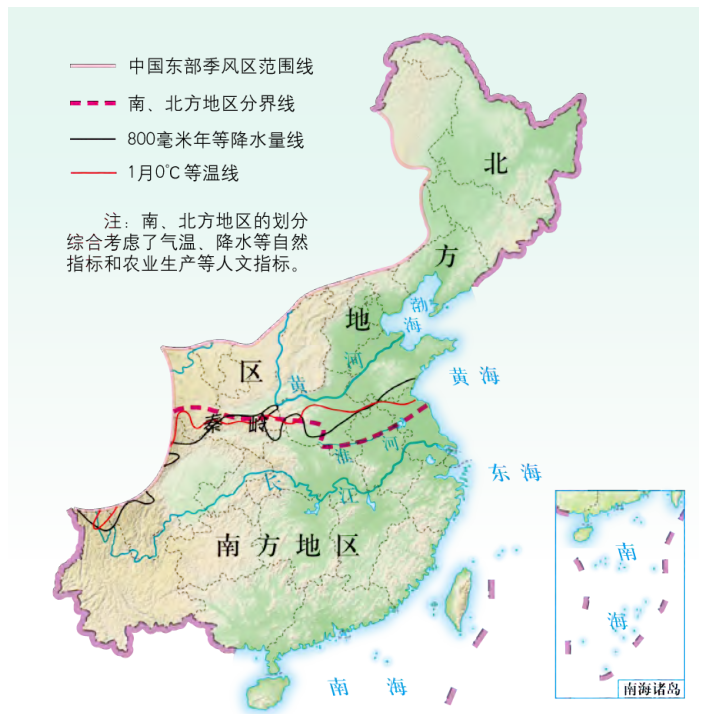 中国东部季风区范围线
南、北方地区分界线
800毫米年等降水量线
1月0℃等温线
注：南、北方地区的划分
综合考虑了气温、降水等自然
指标和农业生产等人文指标。
北
方
地
区
渤
海
黄
河
黄海
秦岭
淮河
东海
长江
南方地区
南海
南
海
南海诸岛